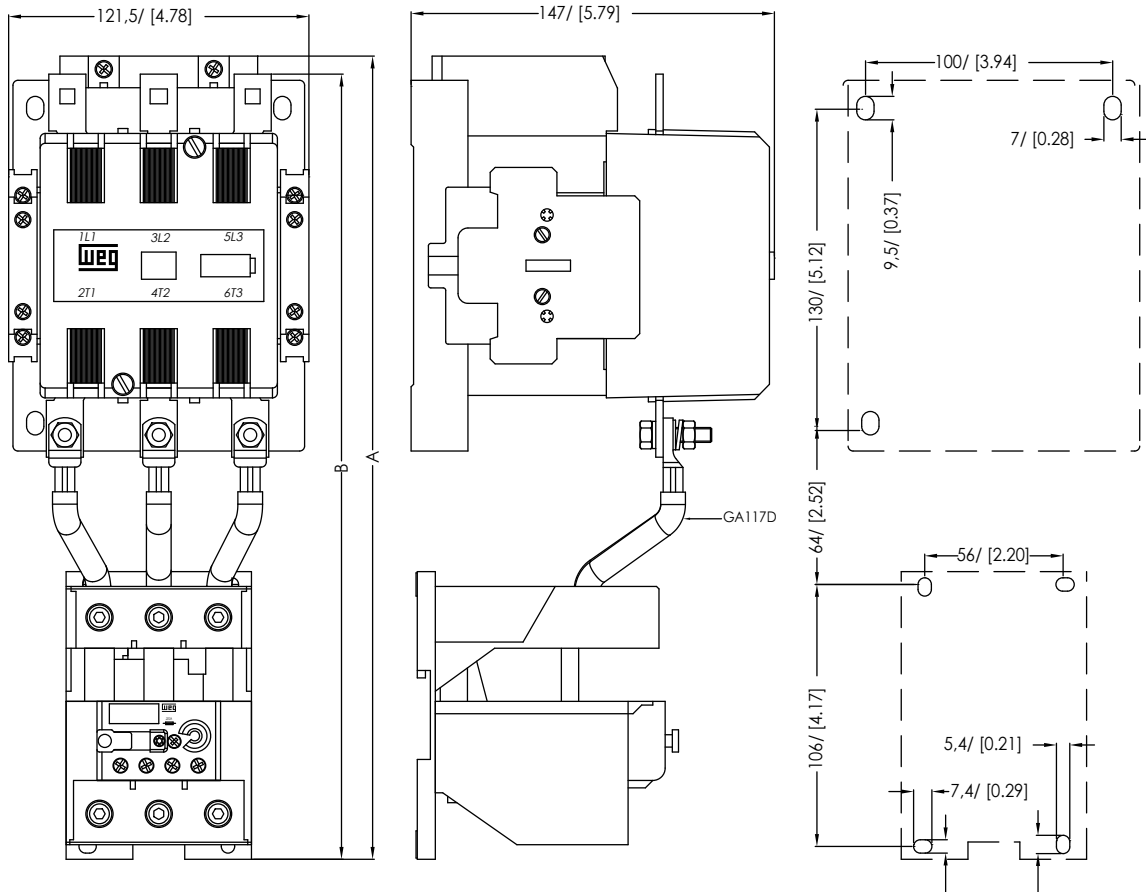 121,5/ [4.78]
147/ [5.79]
100/ [3.94]
7/ [0.28]
9,5/ [0.37]
130/ [5.12]
1L1 3L2 5L3
weg
2T1 4T2 6T3
B
A
GA117D
64/ [2.52]
56/ [2.20]
106/ [4.17]
5,4/ [0.21]
7,4/ [0.29]
weg